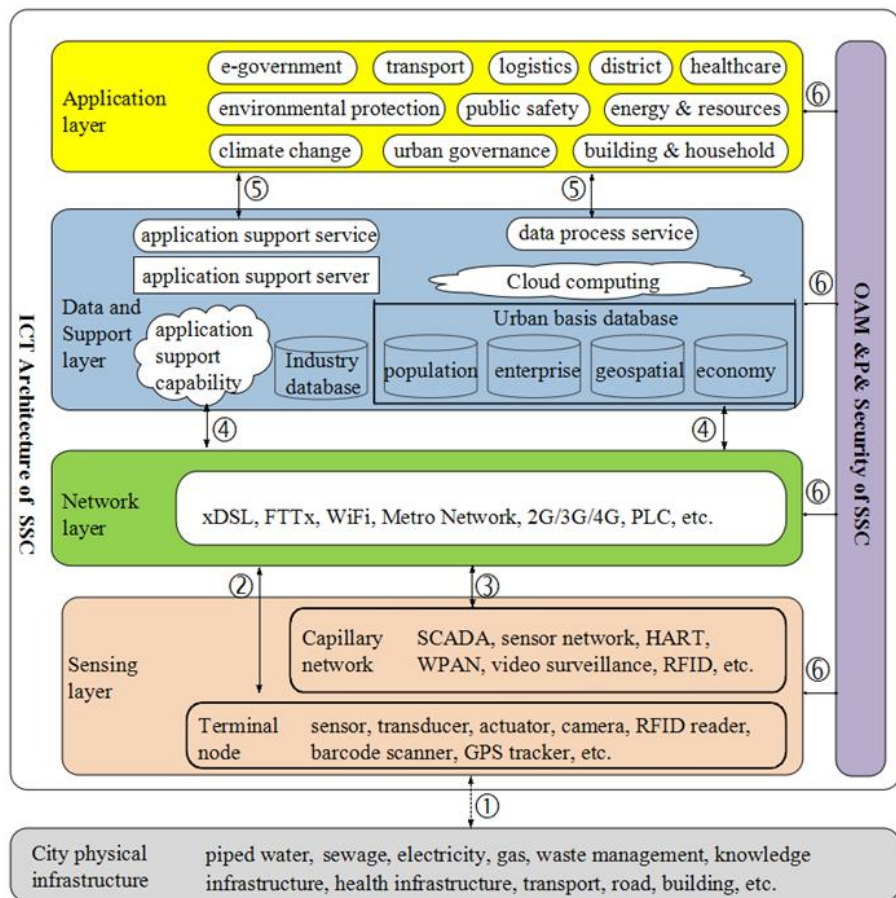 ICT Architecture of SSC
Application
layer
e-government
transport
logistics
district
healthcare
environmental protection
public safety
energy & resources
climate change
urban governance
building & household
⑥
⑤
⑤
Data and
Support
layer
application support service
application support server
data process service
Cloud computing
application
support
capability
Industry
database
Urban basis database
population
enterprise
geospatial
economy
⑥
④
④
Network
layer
xDSL, FTTx, WiFi, Metro Network, 2G/3G/4G, PLC, etc.
⑥
②
③
Sensing
layer
Capillary
network
SCADA, sensor network, HART,
WPAN, video surveillance, RFID, etc.
Terminal
node
sensor, transducer, actuator, camera, RFID reader,
barcode scanner, GPS tracker, etc.
⑥
OAM &P& Security of SSC
①
City physical
infrastructure
piped water, sewage, electricity, gas, waste management, knowledge
infrastructure, health infrastructure, transport, road, building, etc.